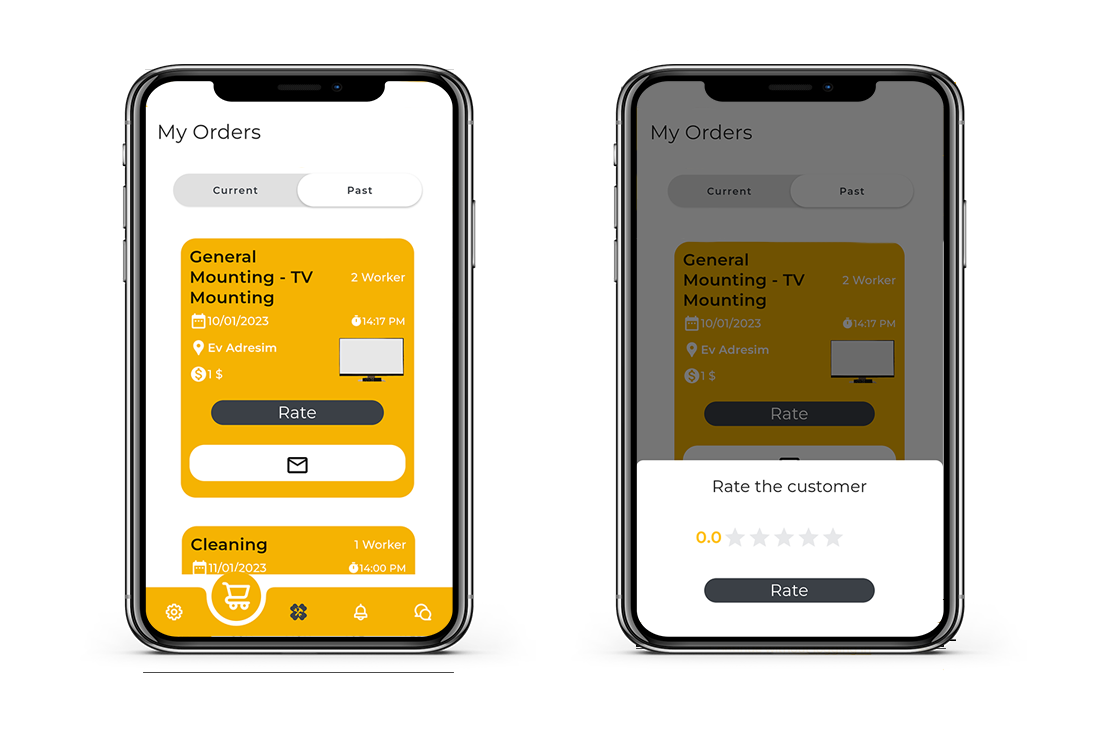 My Orders
Current Past
General
Mounting - TV
Mounting
2 Worker
10/01/2023 14:17 PM
Ev Adresim
1 $
Rate
Cleaning 1 Worker
11/01/2023 14:00 PM
My Orders
Current Past
General
Mounting - TV
Mounting
2 Worker
10/01/2023 14:17 PM
Ev Adresim
1 $
Rate
Rate the customer
0.0
Rate